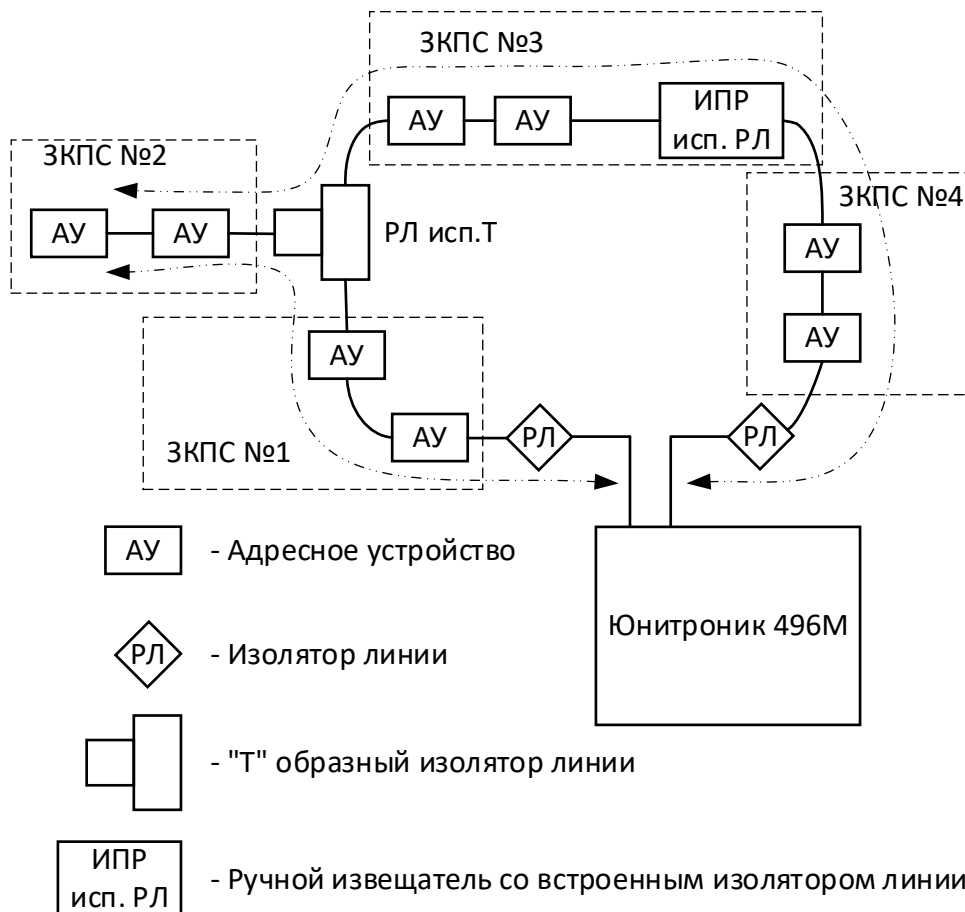 ЗКПС №3
АУ
АУ
ИПР
исп. РЛ
ЗКПС №2
АУ
АУ
РЛ исп.Т
ЗКПС №4
АУ
АУ
АУ
АУ
РЛ
РЛ
ЗКПС №1
АУ
- Адресное устройство
Юнитроник 496М
РЛ
- Изолятор линии
- "Т" образный изолятор линии
ИПР
исп. РЛ
- Ручной извещатель со встроенным изолятором линии